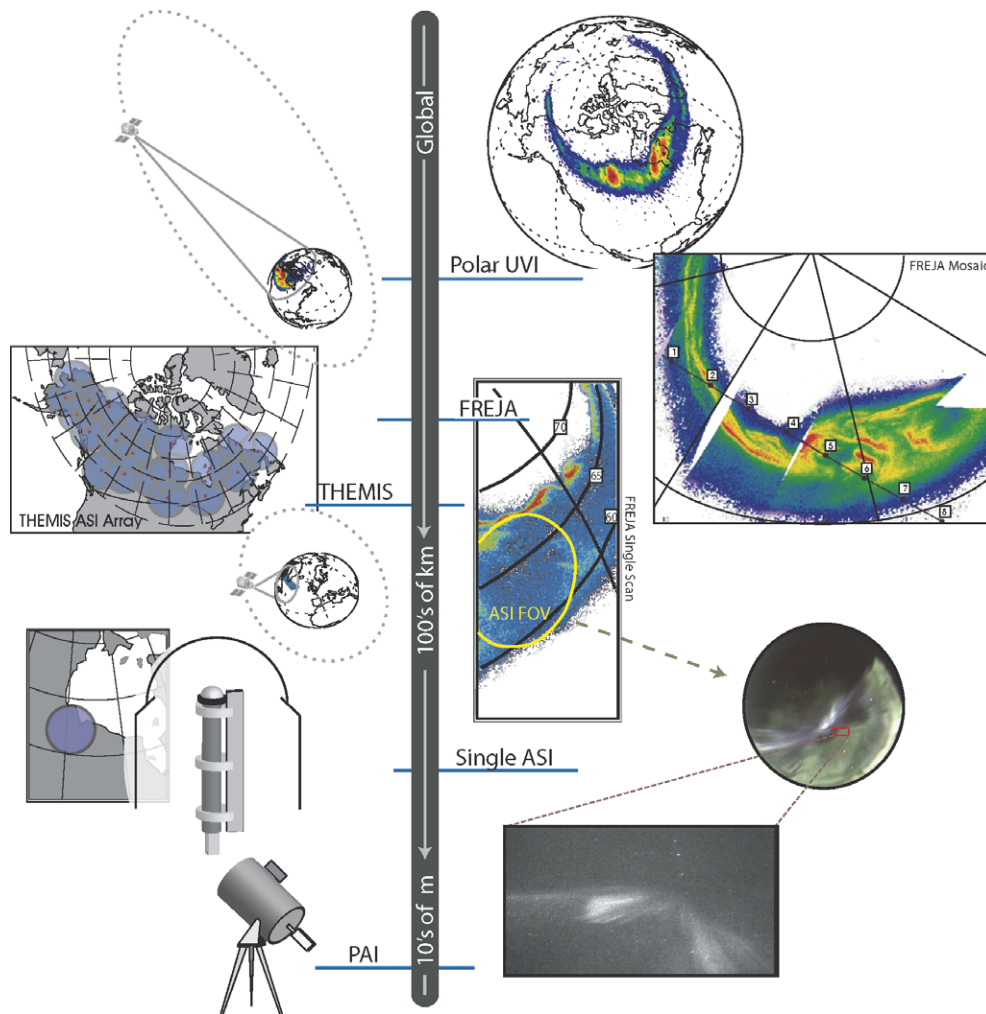 Global
Polar UVI
FREJA Mosaic
1
2
3
4
5
6
7
8
FREJA
70
65
60
THEMIS
THEMIS ASI Array
FREJA Single Scan
ASI FOV
100's of km
Single ASI
10's of m
PAI